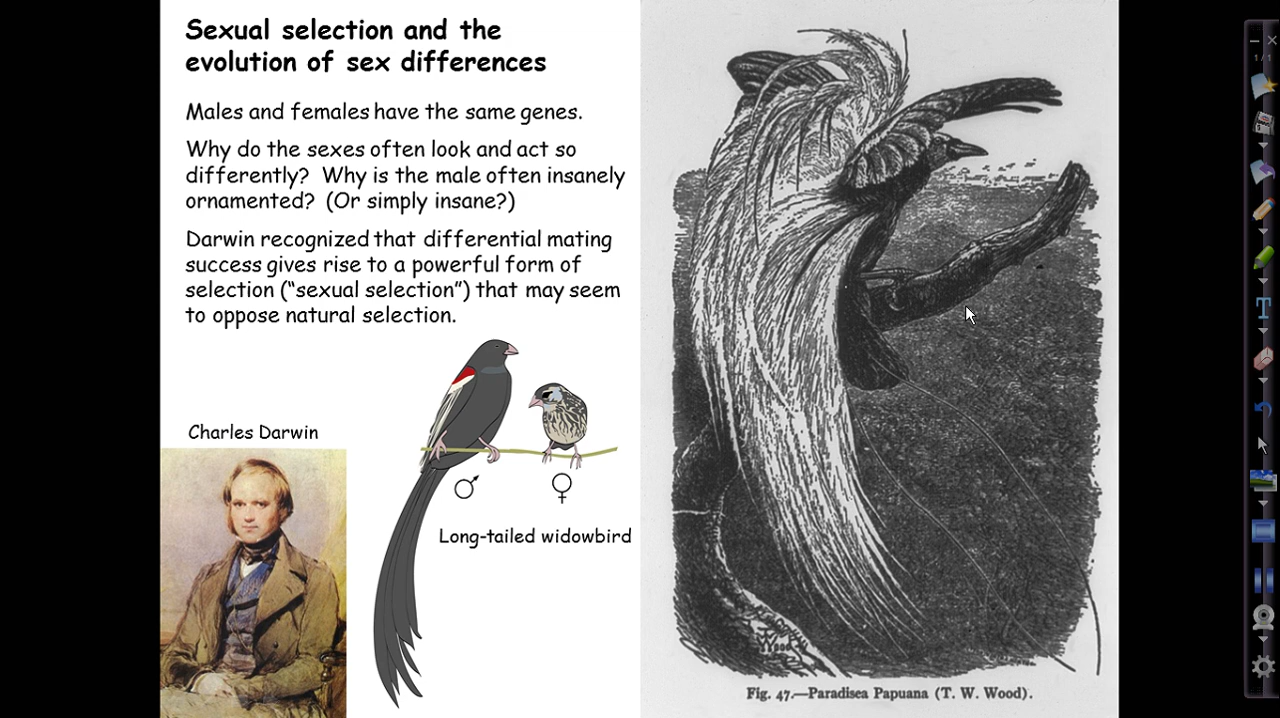 Sexual selection and the
evolution of sex differences
Males and females have the same genes.
Why do the sexes often look and act so
differently? Why is the male often insanely
ornamented? (Or simply insane?)
Darwin recognized that differential mating
success gives rise to a powerful form of
selection (“sexual selection”) that may seem
to oppose natural selection.
Charles Darwin
♂ ♀
Long-tailed widowbird
Fig. 47.—Paradisea Papuana (T. W. Wood).
1/1
T